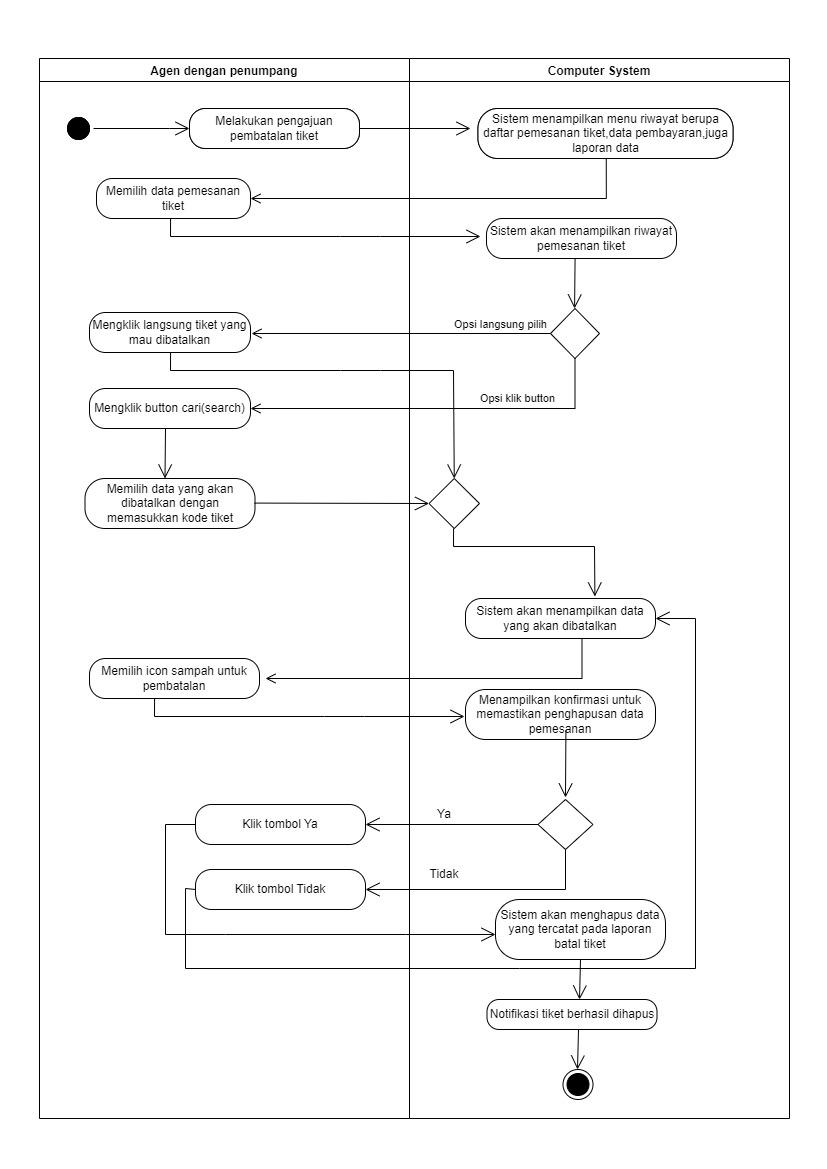 Agen dengan penumpang
Computer System
Melakukan pengajuan
pembatalan tiket
Sistem menampilkan menu riwayat berupa
daftar pemesanan tiket,data pembayaran,juga
laporan data
Memilih data pemesanan
tiket
Sistem akan menampilkan riwayat
pemesanan tiket
Opsi langsung pilih
Mengklik langsung tiket yang
mau dibatalkan
Opsi klik button
Mengklik button cari(search)
Memilih data yang akan
dibatalkan dengan
memasukkan kode tiket
Sistem akan menampilkan data
yang akan dibatalkan
Memilih icon sampah untuk
pembatalan
Menampilkan konfirmasi untuk
memastikan penghapusan data
pemesanan
Ya
Klik tombol Ya
Tidak
Klik tombol Tidak
Sistem akan menghapus data
yang tercatat pada laporan
batal tiket
Notifikasi tiket berhasil dihapus